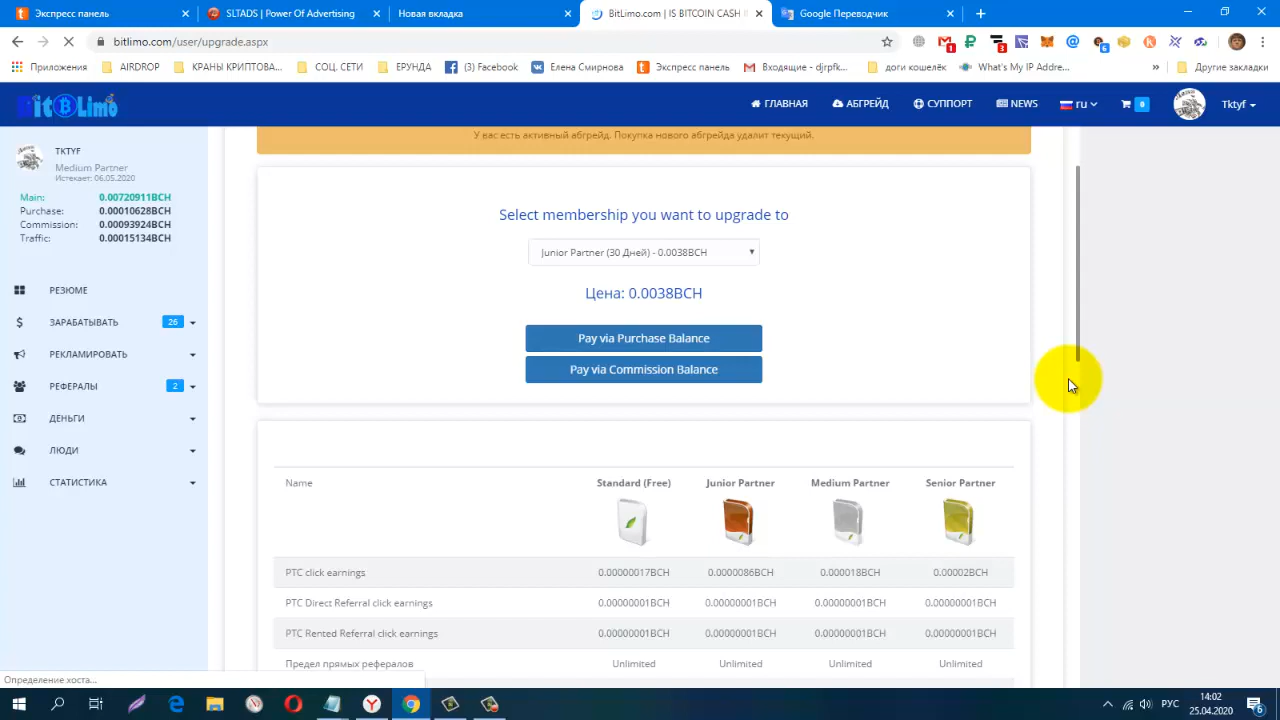 Экспресс панель
SLTADS | Power Of Advertising
Новая вкладка
BitLimo.com | IS BITCOIN CASH
Google Переводчик
bitlimo.com/user/upgrade.aspx
Приложения
AIRDROP
КРАНЫ КРИПТОВА...
СОЦ. СЕТИ
ЕРУНДА
(3) Facebook
Елена Смирнова
Экспресс панель
Входящие - djrpfk...
доги кошелёк
What's My IP Addre...
»
Другие закладки
BitLimo
ГЛАВНАЯ
АБГРЕЙД
СУППОРТ
NEWS
ru
0
Tktyf
У вас есть активный абгрейд. Покупка нового абгрейда удалит текущий.
TKTYF
Medium Partner
Истекает: 06.05.2020
Main: 0.00720911BCH
Purchase: 0.00010628BCH
Commission: 0.00093924BCH
Traffic: 0.00015134BCH
РЕЗЮМЕ
ЗАРАБАТЫВАТЬ 26
РЕКЛАМИРОВАТЬ
РЕФЕРАЛЫ 2
ДЕНЬГИ
ЛЮДИ
СТАТИСТИКА
Select membership you want to upgrade to
Junior Partner (30 Дней) - 0.0038BCH
Цена: 0.0038BCH
Pay via Purchase Balance
Pay via Commission Balance
Name Standard (Free) Junior Partner Medium Partner Senior Partner
PTC click earnings 0.00000017BCH 0.0000086BCH 0.000018BCH 0.00002BCH
PTC Direct Referral click earnings 0.00000001BCH 0.00000001BCH 0.00000001BCH 0.00000001BCH
PTC Rented Referral click earnings 0.00000001BCH 0.00000001BCH 0.00000001BCH 0.00000001BCH
Предел прямых рефералов Unlimited Unlimited Unlimited Unlimited
Определение хоста...
РУС
14:02
25.04.2020
6